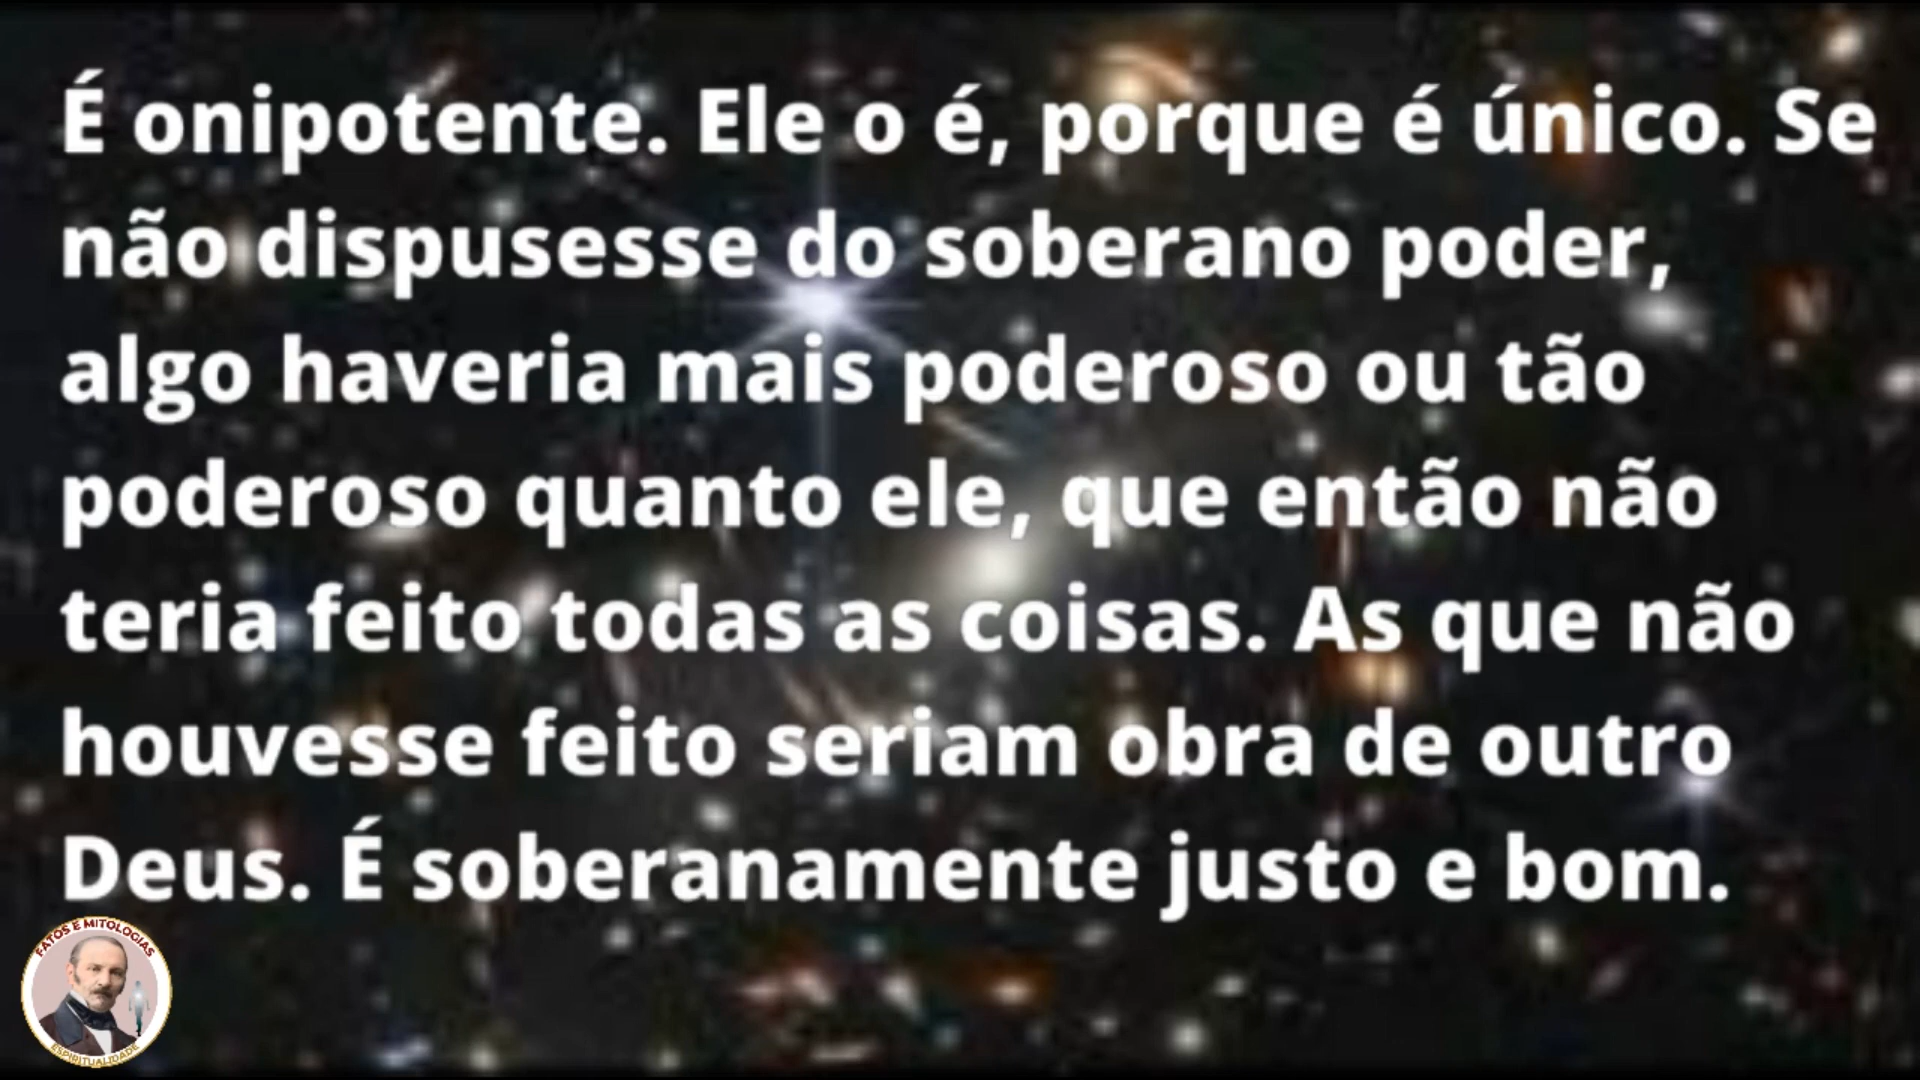 É onipotente. Ele o é, porque é único. Se
não dispusesse do soberano poder,
algo haveria mais poderoso ou tão
poderoso quanto ele, que então não
teria feito todas as coisas. As que não
houvesse feito seriam obra de outro
Deus. É soberanamente justo e bom.
FATOS E MITOLOGIAS
ESPIRITUALIDADE